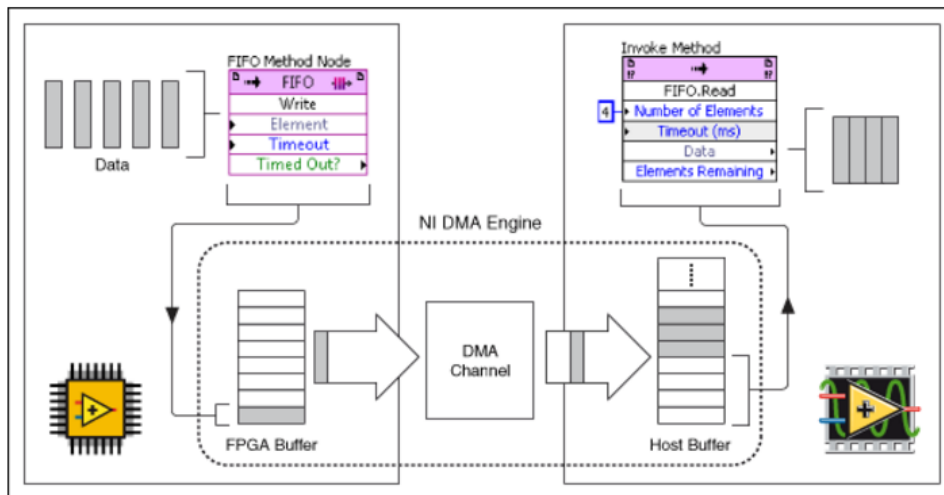 FIFO Method Node
FIFO
Write
Element
Timeout
Timed Out?
Data
Invoke Method
FIFO.Read
4
Number of Elements
Timeout (ms)
Data
Elements Remaining
NI DMA Engine
DMA
Channel
FPGA Buffer
Host Buffer